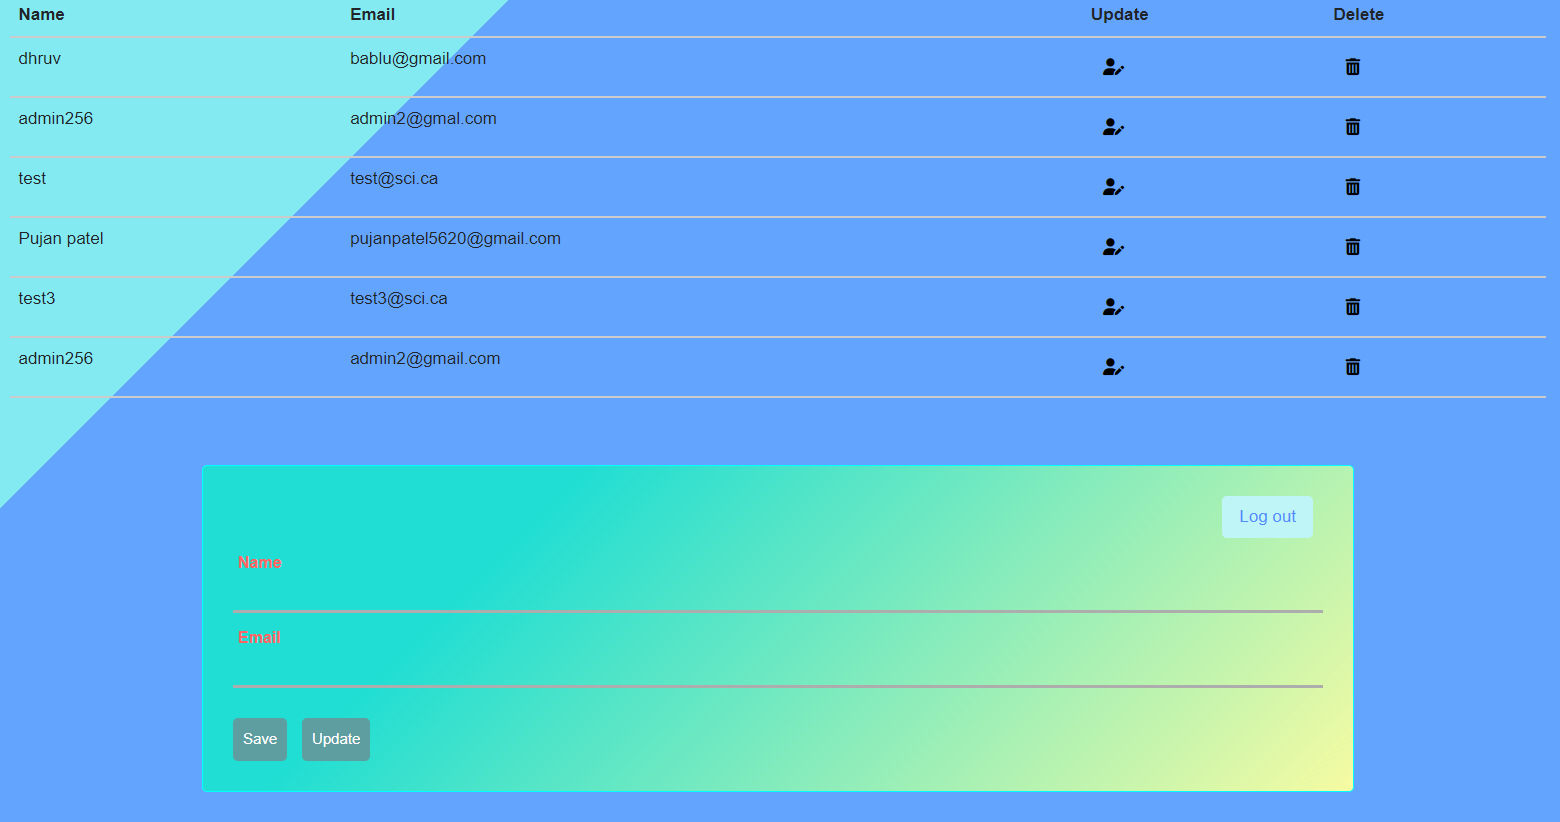 Name Email Update Delete
dhruv bablu@gmail.com
admin256 admin2@gmal.com
test test@sci.ca
Pujan patel pujanpatel5620@gmail.com
test3 test3@sci.ca
admin256 admin2@gmail.com
Log out
Name
Email
Save Update